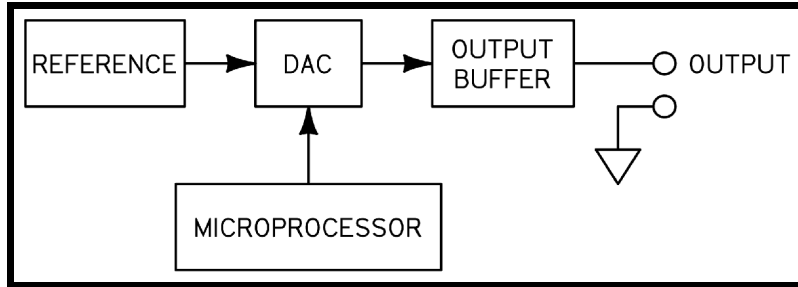 REFERENCE
DAC
OUTPUT
BUFFER
OUTPUT
MICROPROCESSOR